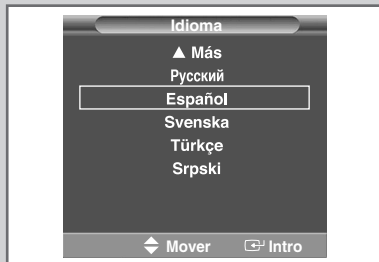 Idioma
▲ Más
Русский
Español
Svenska
Türkçe
Srpski
Mover Intro